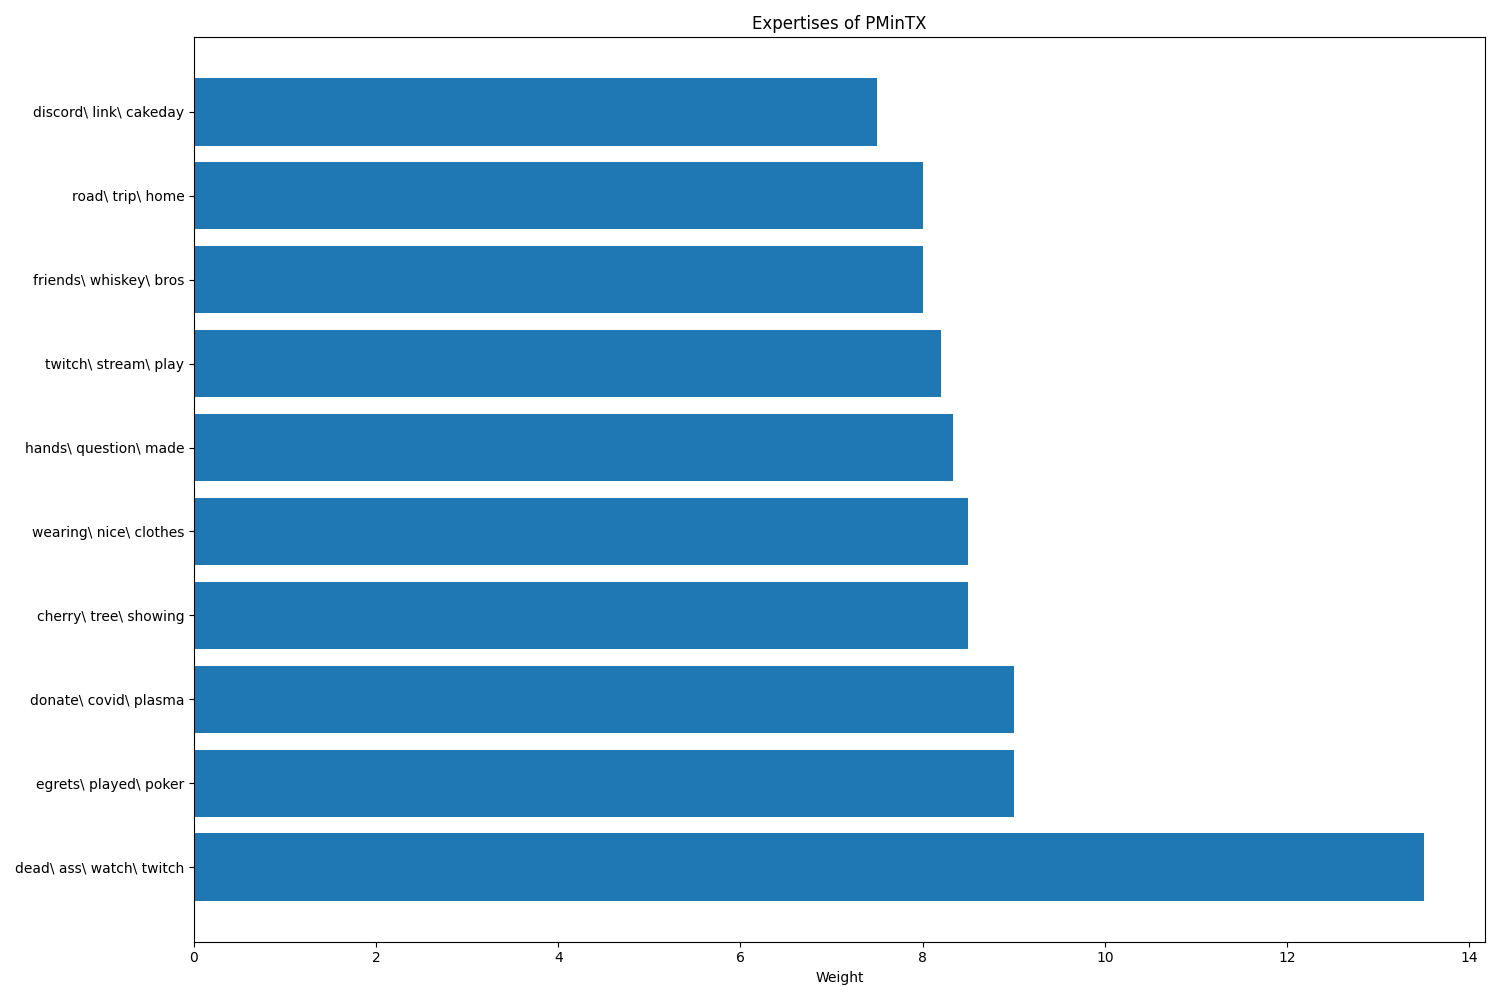 Expertises of PMinTX
discord\ link\ cakeday
road\ trip\ home
friends\ whiskey\ bros
twitch\ stream\ play
hands\ question\ made
wearing\ nice\ clothes
cherry\ tree\ showing
donate\ covid\ plasma
egrets\ played\ poker
dead\ ass\ watch\ twitch
0 2 4 6 8 10 12 14
Weight